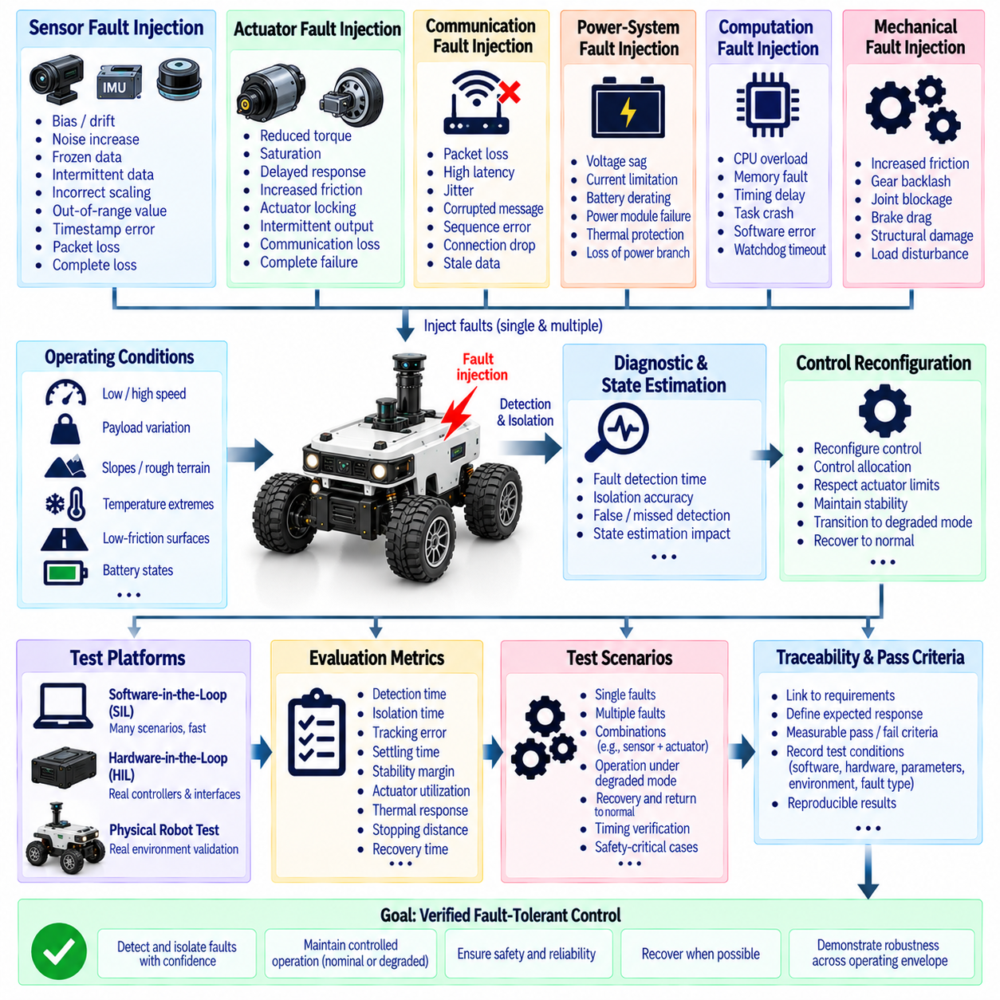 Sensor Fault Injection
IMU
• Bias / drift
• Noise increase
• Frozen data
• Intermittent data
• Incorrect scaling
• Out-of-range value
• Timestamp error
• Packet loss
• Complete loss
Actuator Fault Injection
• Reduced torque
• Saturation
• Delayed response
• Increased friction
• Actuator locking
• Intermittent output
• Communication loss
• Complete failure
Communication
Fault Injection
• Packet loss
• High latency
• Jitter
• Corrupted message
• Sequence error
• Connection drop
• Stale data
Power-System
Fault Injection
• Voltage sag
• Current limitation
• Battery derating
• Power module failure
• Thermal protection
• Loss of power branch
Computation
Fault Injection
• CPU overload
• Memory fault
• Timing delay
• Task crash
• Software error
• Watchdog timeout
Mechanical
Fault Injection
• Increased friction
• Gear backlash
• Joint blockage
• Brake drag
• Structural damage
• Load disturbance
Inject faults (single & multiple)
Operating Conditions
Low / high speed
Payload variation
Slopes / rough terrain
Temperature extremes
Low-friction surfaces
Battery states
• • •
Fault
injection
Detection
& Isolation
Diagnostic &
State Estimation
• Fault detection time
• Isolation accuracy
• False / missed detection
• State estimation impact
• • •
Control Reconfiguration
• Reconfigure control
• Control allocation
• Respect actuator limits
• Maintain stability
• Transition to degraded mode
• Recover to normal
• • •
Test Platforms
Software-in-the-Loop
(SIL)
Many scenarios, fast
Hardware-in-the-Loop
(HIL)
Real controllers & interfaces
Physical Robot Test
Real environment validation
Evaluation Metrics
• Detection time
• Isolation time
• Tracking error
• Settling time
• Stability margin
• Actuator utilization
• Thermal response
• Stopping distance
• Recovery time
• • •
Test Scenarios
• Single faults
• Multiple faults
• Combinations
(e.g., sensor + actuator)
• Operation under
degraded mode
• Recovery and return
to normal
• Timing verification
• Safety-critical cases
• • •
Traceability & Pass Criteria
• Link to requirements
• Define expected response
• Measurable pass / fail criteria
• Record test conditions
(software, hardware, parameters,
environment, fault type)
• Reproducible results
• • •
Goal: Verified Fault-Tolerant Control
Detect and isolate faults
with confidence
Maintain controlled
operation (nominal or degraded)
Ensure safety and reliability
Recover when possible
Demonstrate robustness
across operating envelope